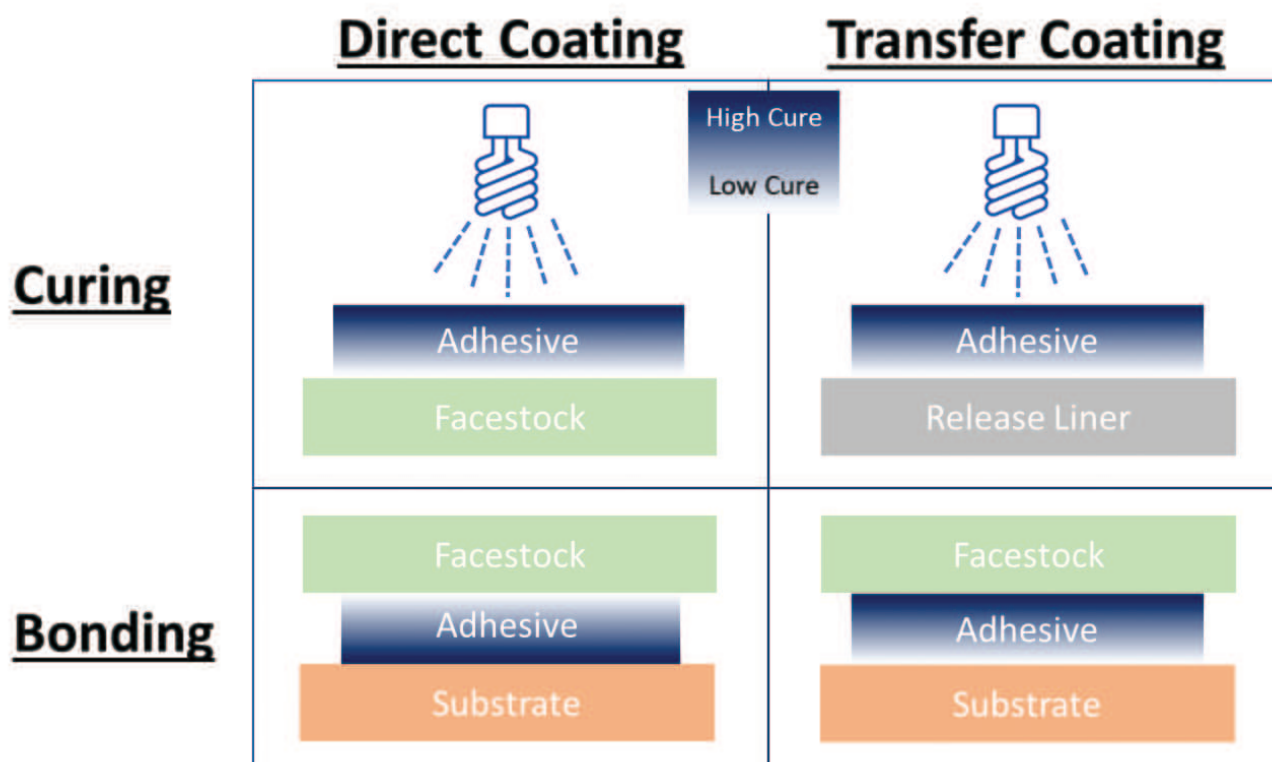 Direct Coating
Transfer Coating
High Cure
Low Cure
Curing
Adhesive
Adhesive
Facestock
Release Liner
Facestock
Facestock
Bonding
Adhesive
Adhesive
Substrate
Substrate